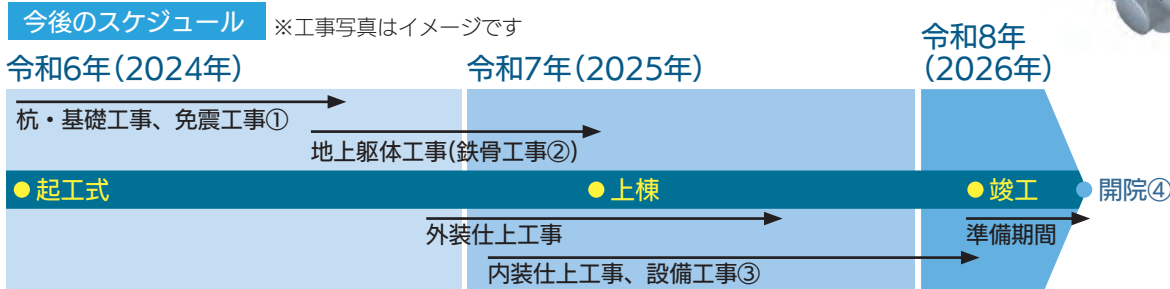 今後のスケジュール
※工事写真はイメージです
令和6年(2024年)
令和7年(2025年)
令和8年
(2026年)
杭・基礎工事、免震工事①
地上躯体工事(鉄骨工事②)
起工式
上棟
竣工
開院④
外装仕上工事
準備期間
内装仕上工事、設備工事③